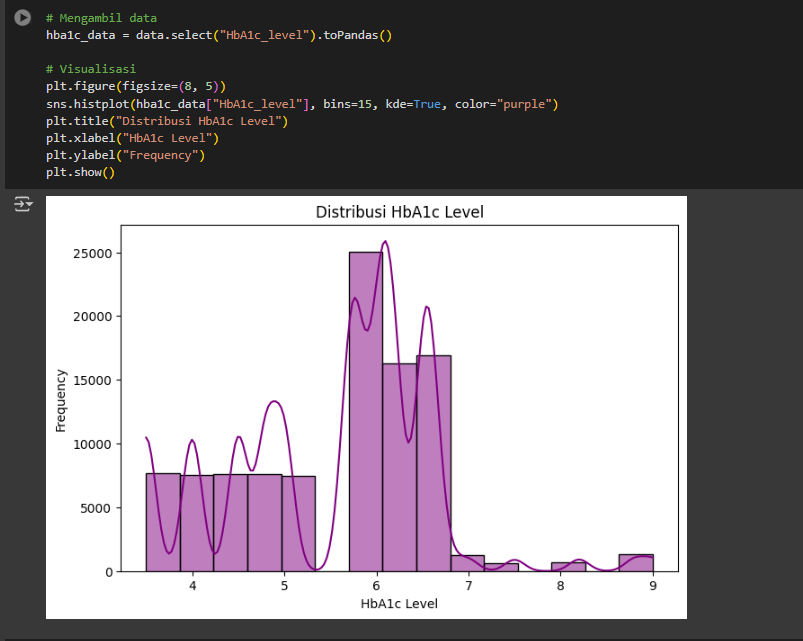 # Mengambil data
hba1c_data = data.select("HbA1c_level").toPandas()
# Visualisasi
plt.figure(figsize=(8, 5))
sns.histplot(hba1c_data["HbA1c_level"], bins=15, kde=True, color="purple")
plt.title("Distribusi HbA1c Level")
plt.xlabel("HbA1c Level")
plt.ylabel("Frequency")
plt.show()
Distribusi HbA1c Level
25000
20000
15000
10000
5000
0
Frequency
4 5 6 7 8 9
HbA1c Level